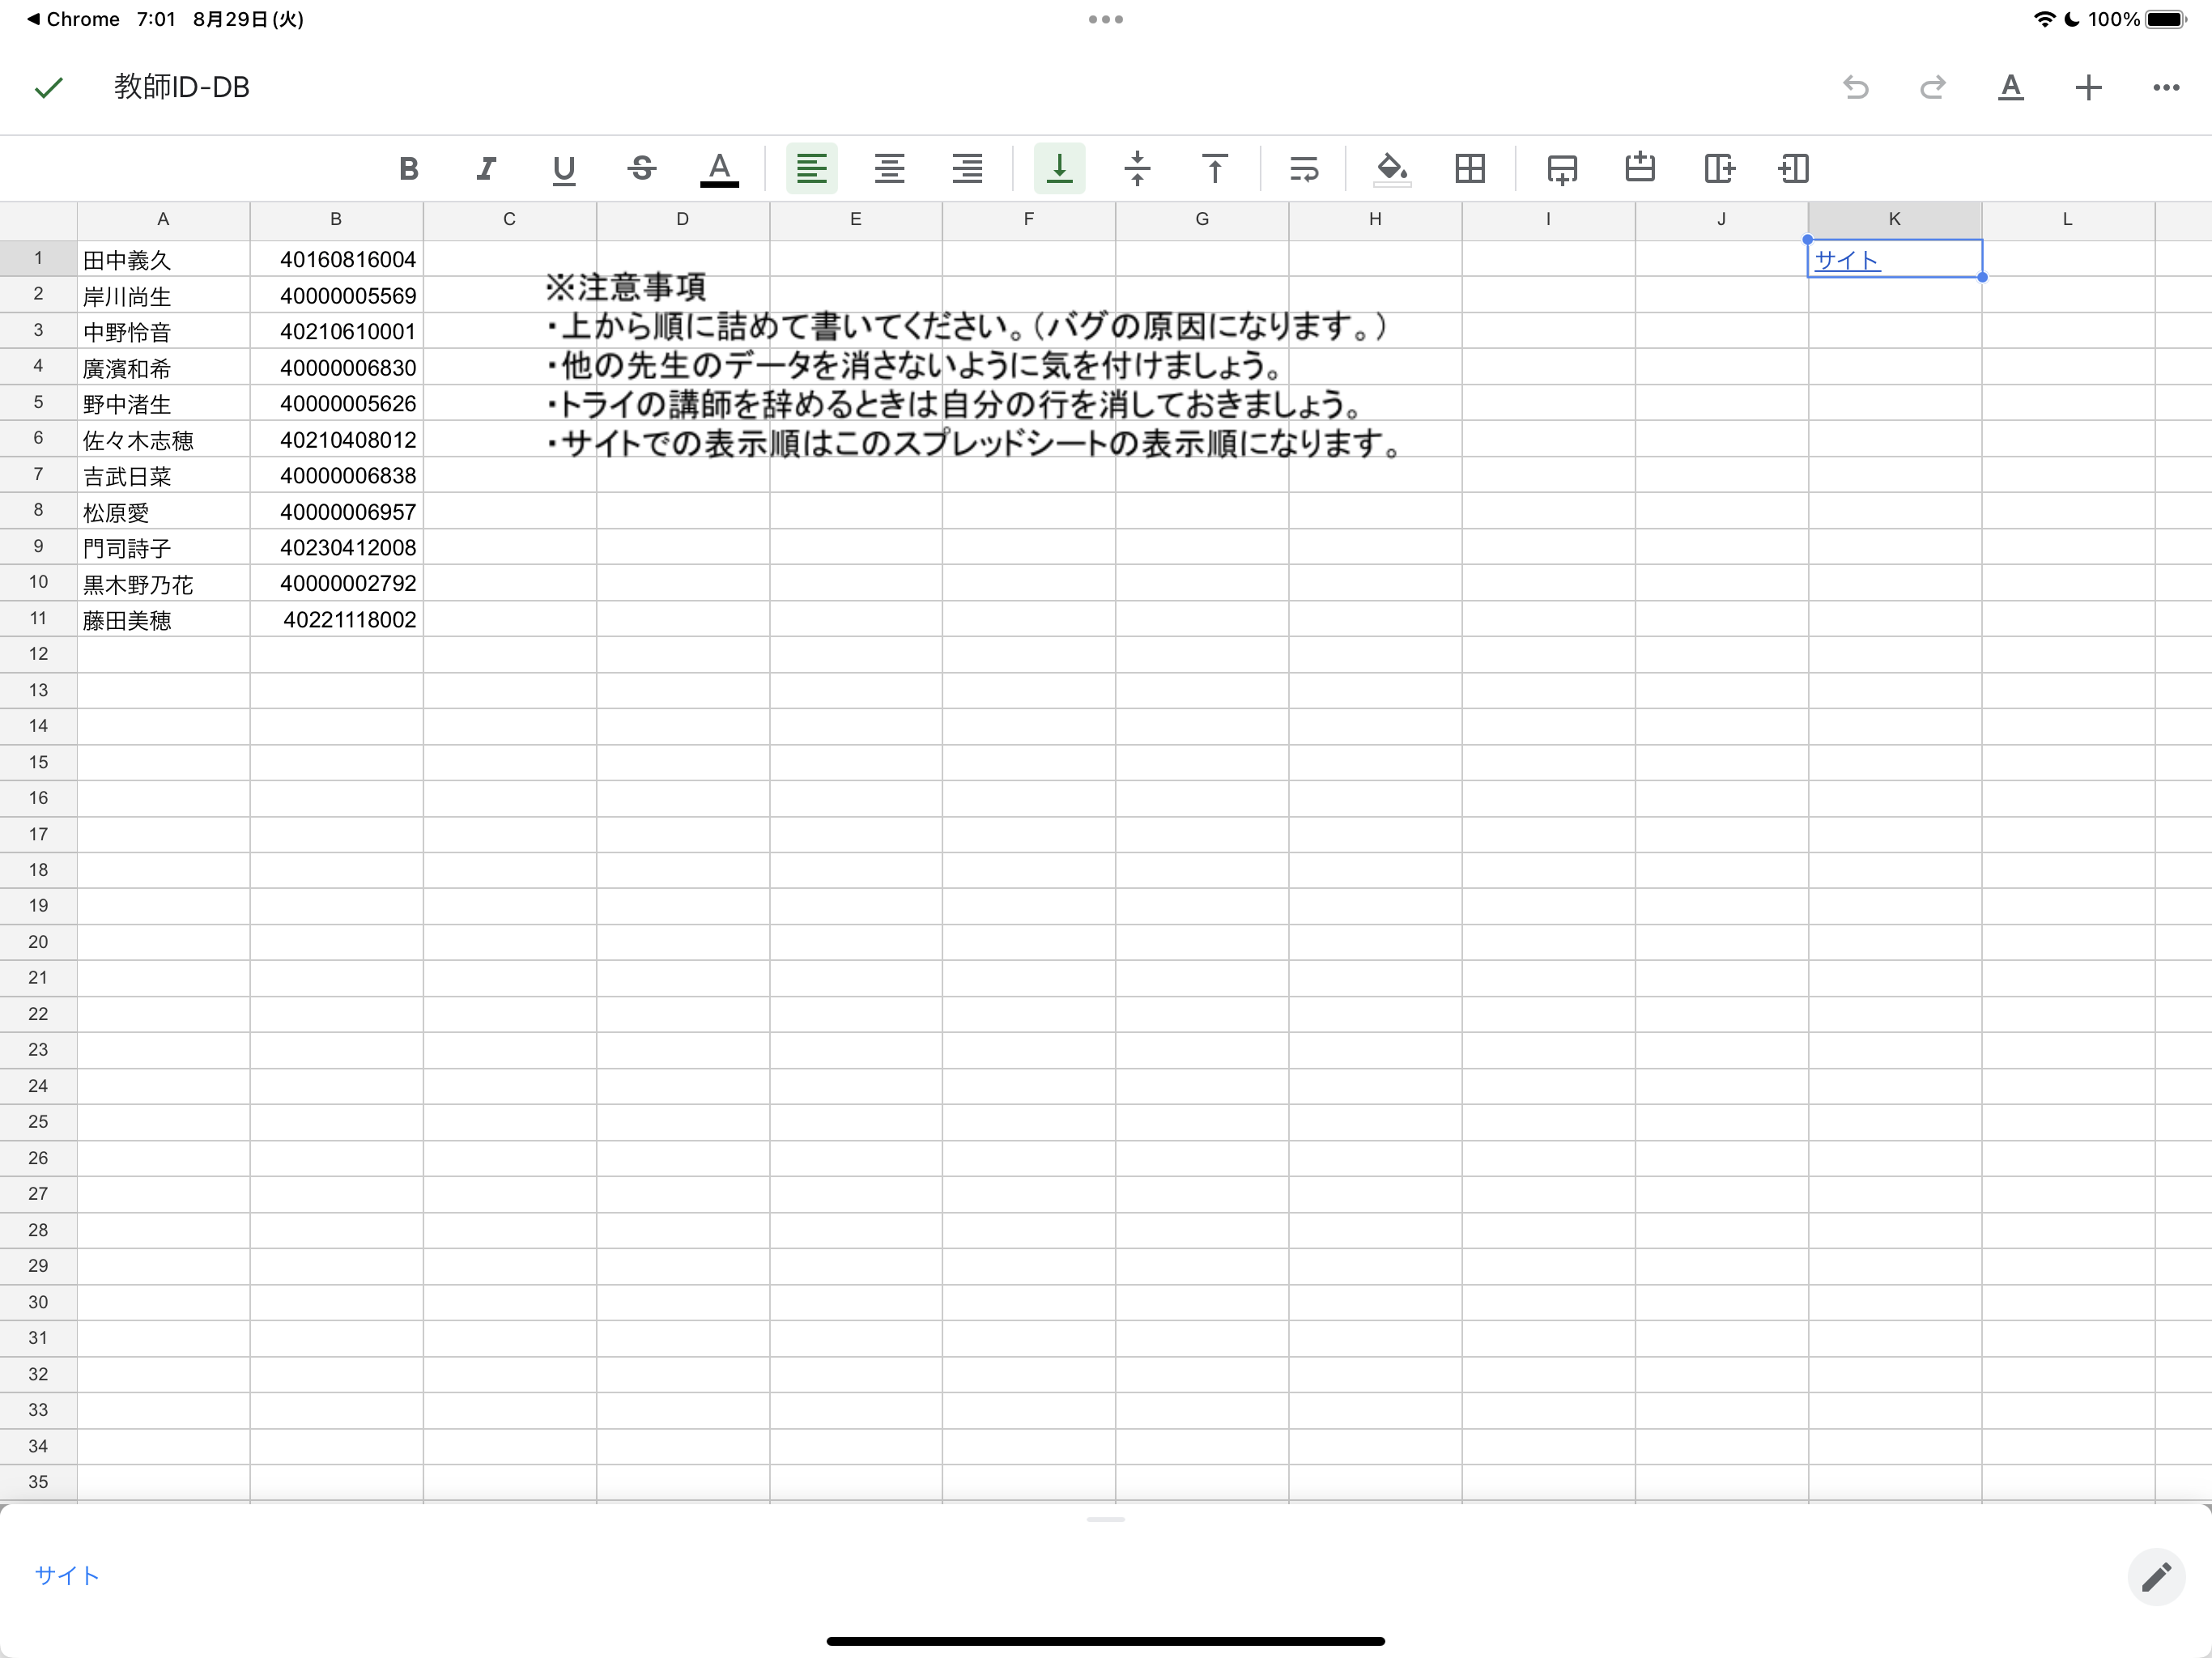 Chrome 7:01 8月29日(火) 100%
教師ID-DB
B I U S A
A B C D E F G H I J K L
1 田中義久 40160816004 サイト
2 岸川尚生 40000005569
3 中野怜音 40210610001
4 廣濱和希 40000006830
5 野中渚生 40000005626
6 佐々木志穂 40210408012
7 吉武日菜 40000006838
8 松原愛 40000006957
9 門司詩子 40230412008
10 黒木野乃花 40000002792
11 藤田美穂 40221118002
※注意事項
・上から順に詰めて書いてください。（バグの原因になります。）
・他の先生のデータを消さないように気を付けましょう。
・トライの講師を辞めるときは自分の行を消しておきましょう。
・サイトでの表示順はこのスプレッドシートの表示順になります。
12
13
14
15
16
17
18
19
20
21
22
23
24
25
26
27
28
29
30
31
32
33
34
35
サイト